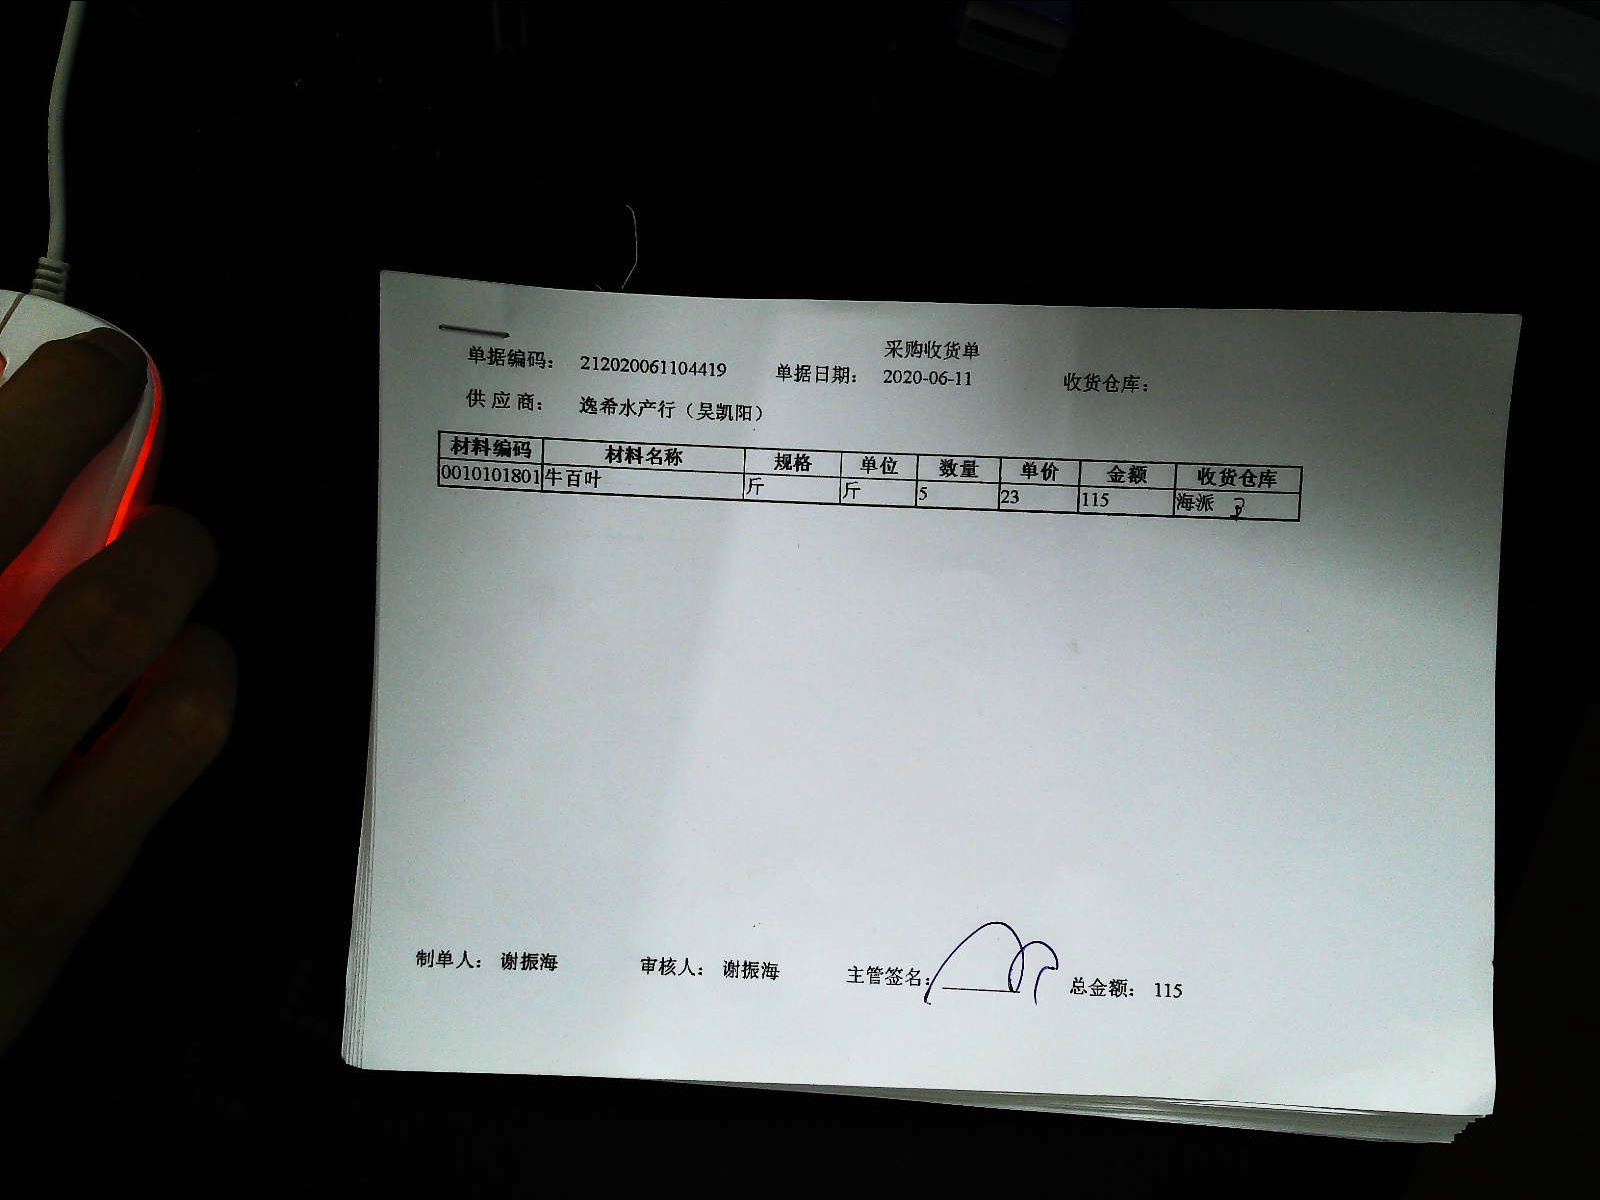 采购收货单
单据编码： 212020061104419 单据日期： 2020-06-11 收货仓库：
供应商： 逸希水产行（吴凯阳）
材料编码 材料名称 规格 单位 数量 单价 金额 收货仓库
0010101801 牛百叶 斤 斤 5 23 115 海派
制单人： 谢振海 审核人： 谢振海 主管签名： 总金额： 115